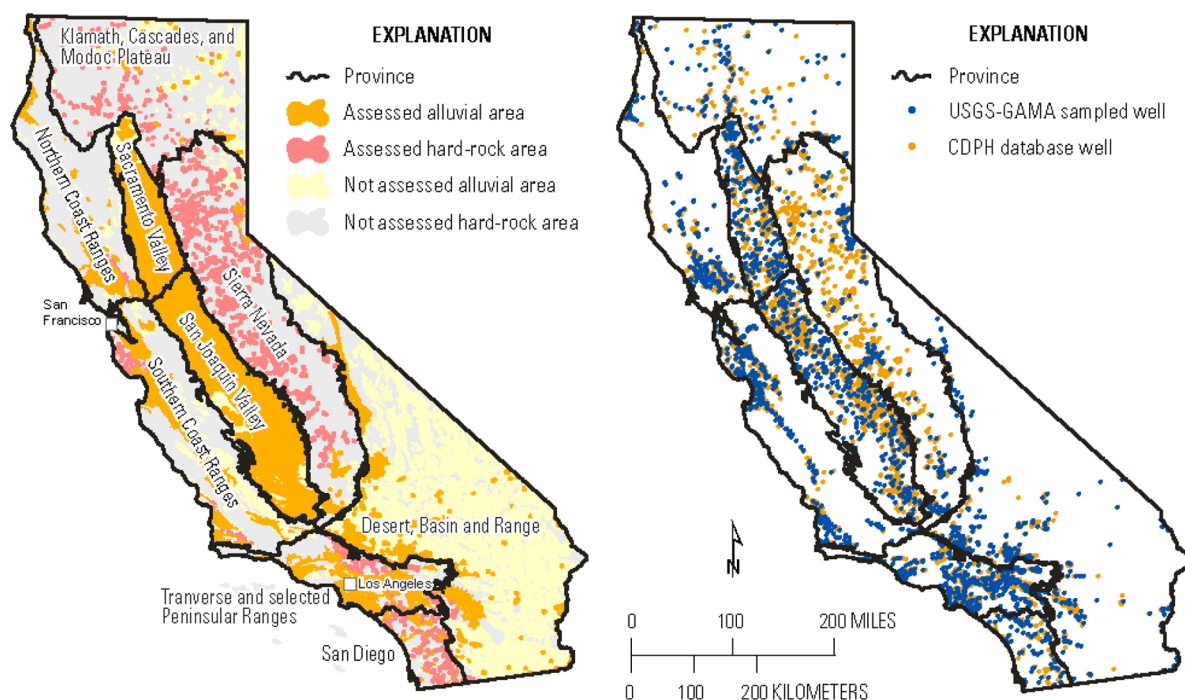 Klamath, Cascades, and
Modoc Plateau
EXPLANATION
Province
Assessed alluvial area
Assessed hard-rock area
Not assessed alluvial area
Not assessed hard-rock area
Northern Coast Ranges
Sacramento Valley
Sierra Nevada
San
Francisco
San Joaquin Valley
Southern Coast Ranges
Desert, Basin and Range
Los Angeles
Tranverse and selected
Peninsular Ranges
San Diego
EXPLANATION
Province
USGS-GAMA sampled well
CDPH database well
N
0 100 200 MILES
0 100 200 KILOMETERS